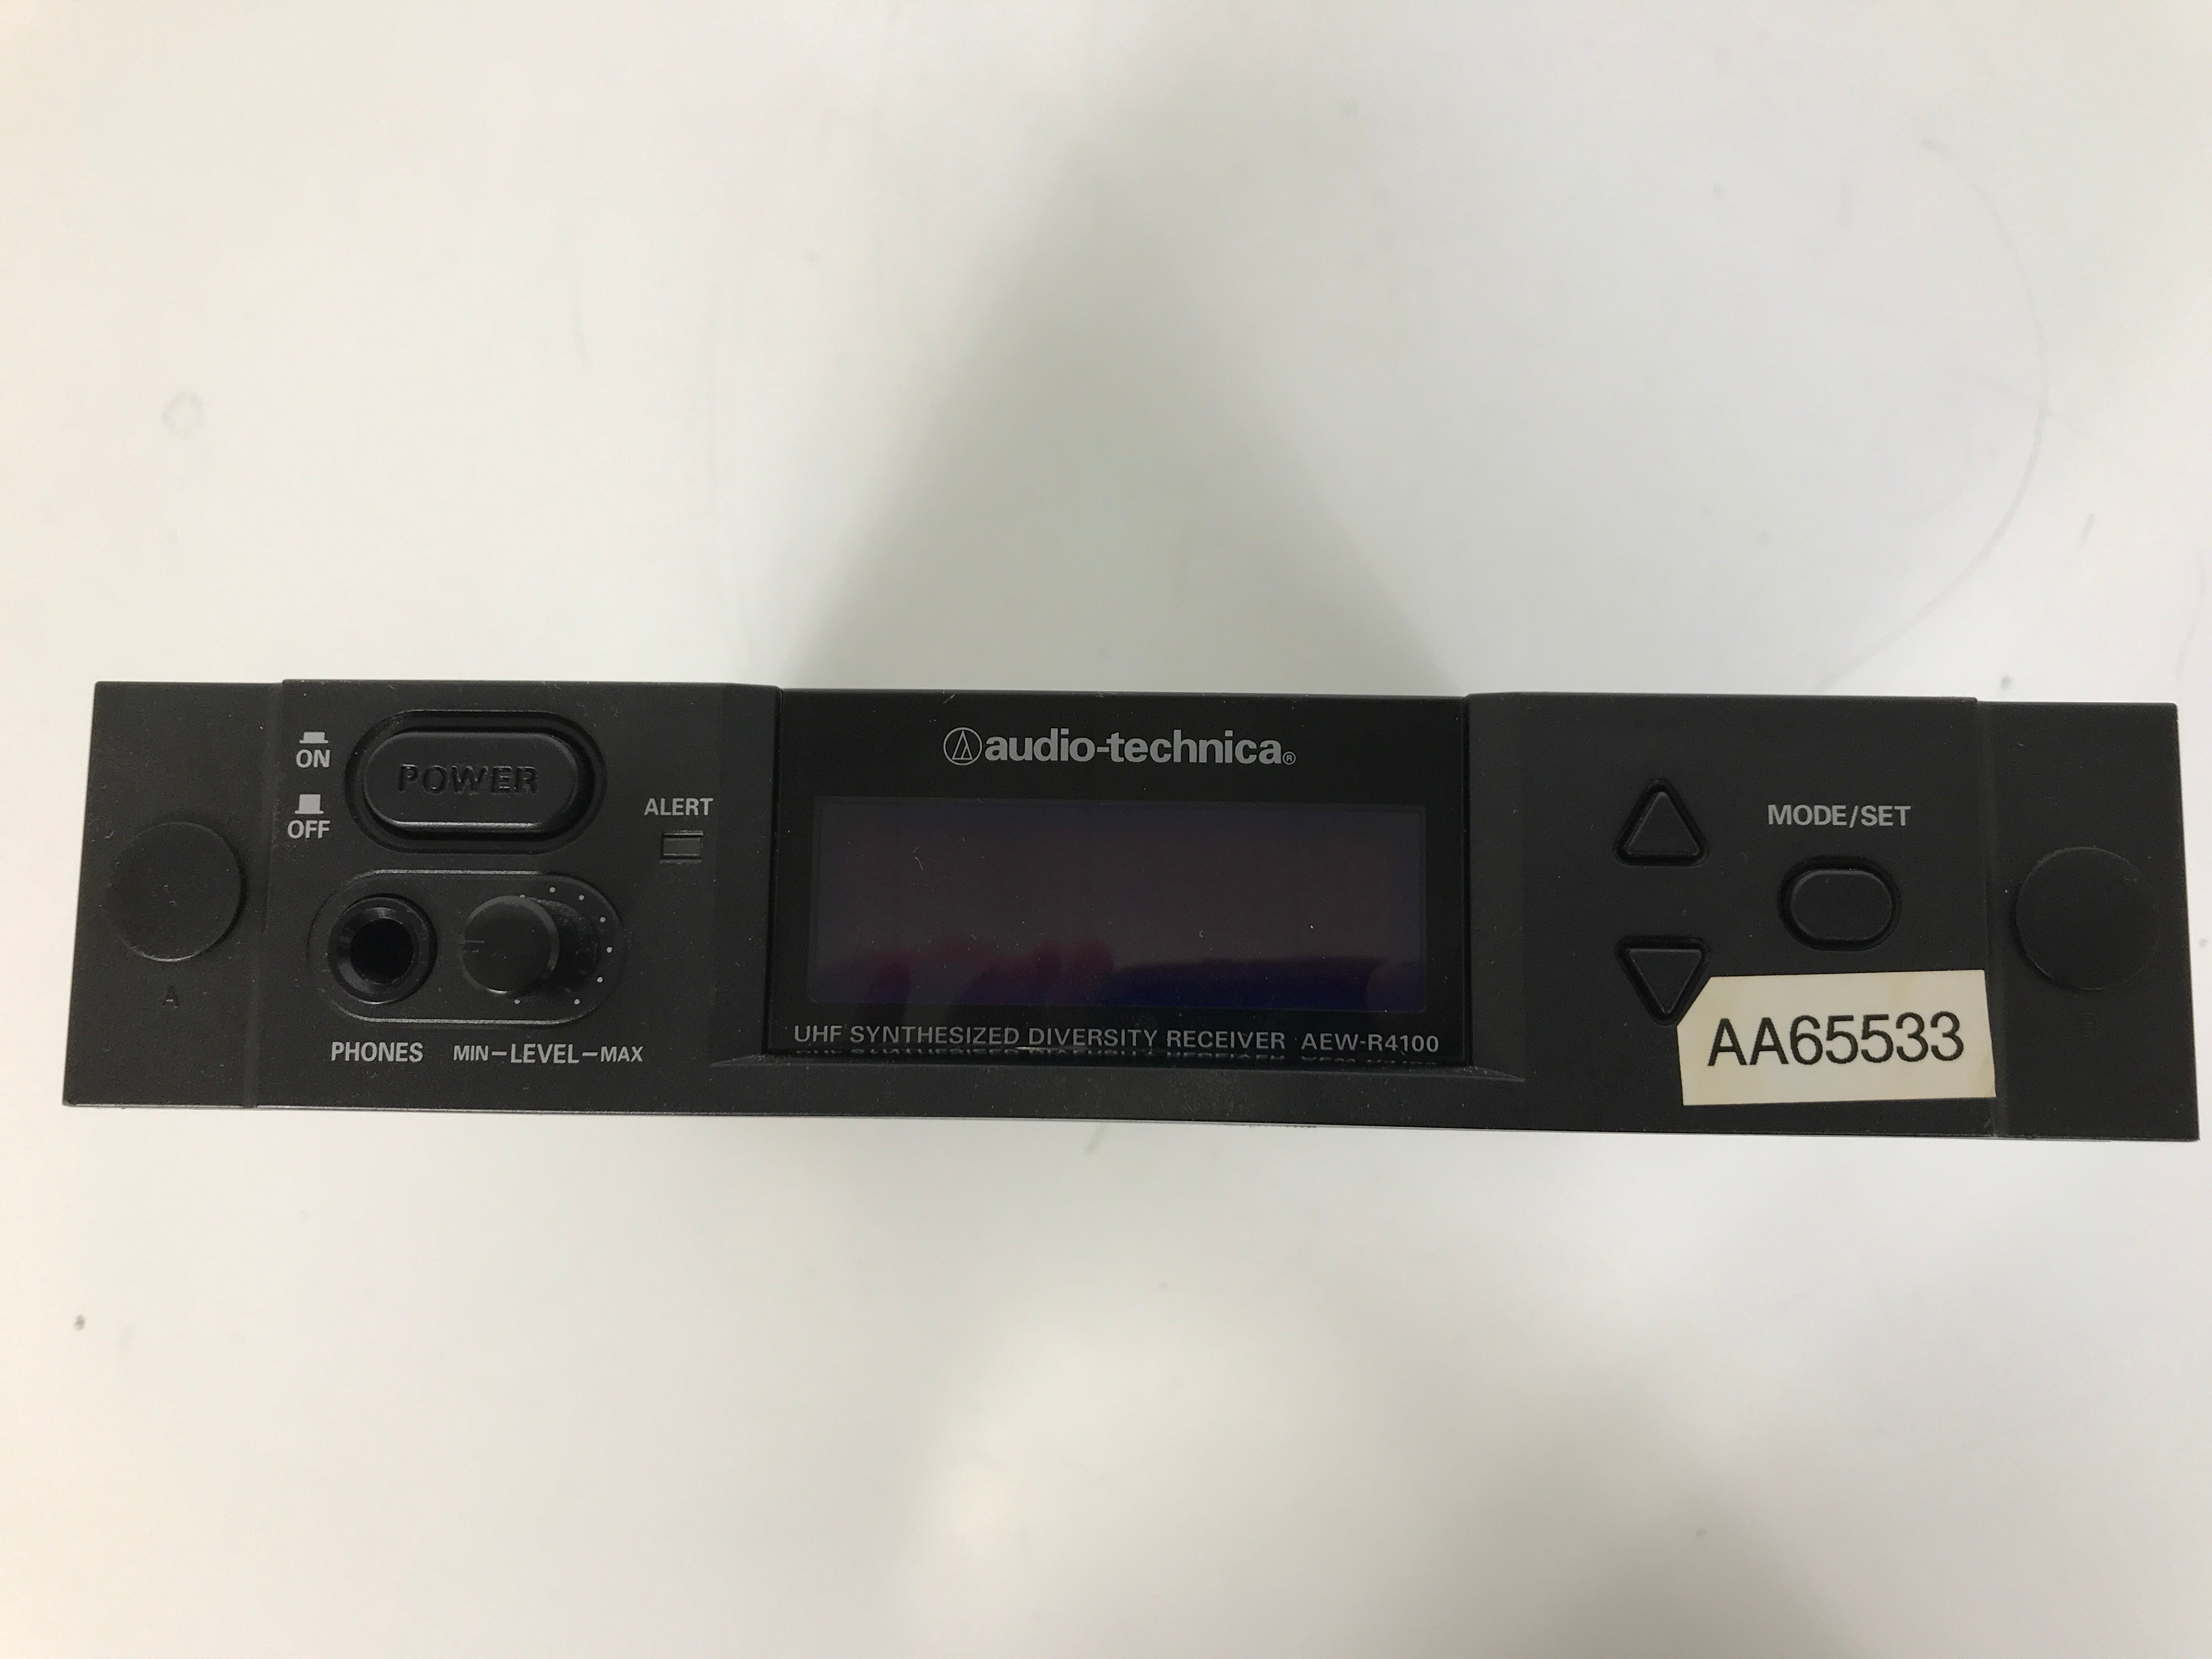 audio-technica®
ON
POWER
OFF
ALERT
MODE/SET
A
PHONES
MIN–LEVEL–MAX
UHF SYNTHESIZED DIVERSITY RECEIVER AEW-R4100
AA65533